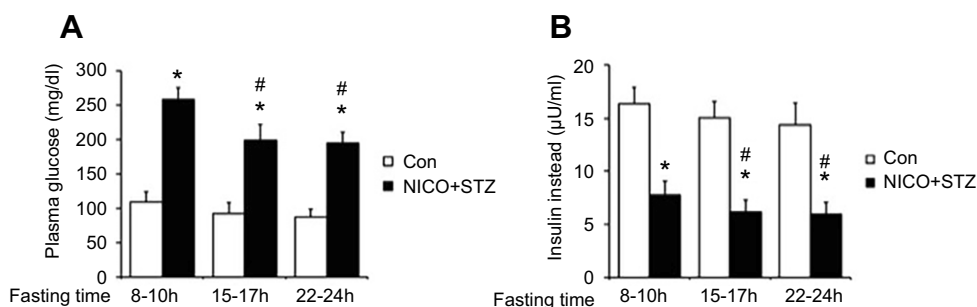 A
Plasma glucose (mg/dl)
300
250
200
150
100
50
0
*
#
*
#
*
Con
NICO+STZ
Fasting time 8-10h 15-17h 22-24h
B
Insulin instead (µU/ml)
20
15
10
5
0
*
#
*
#
*
Con
NICO+STZ
Fasting time 8-10h 15-17h 22-24h